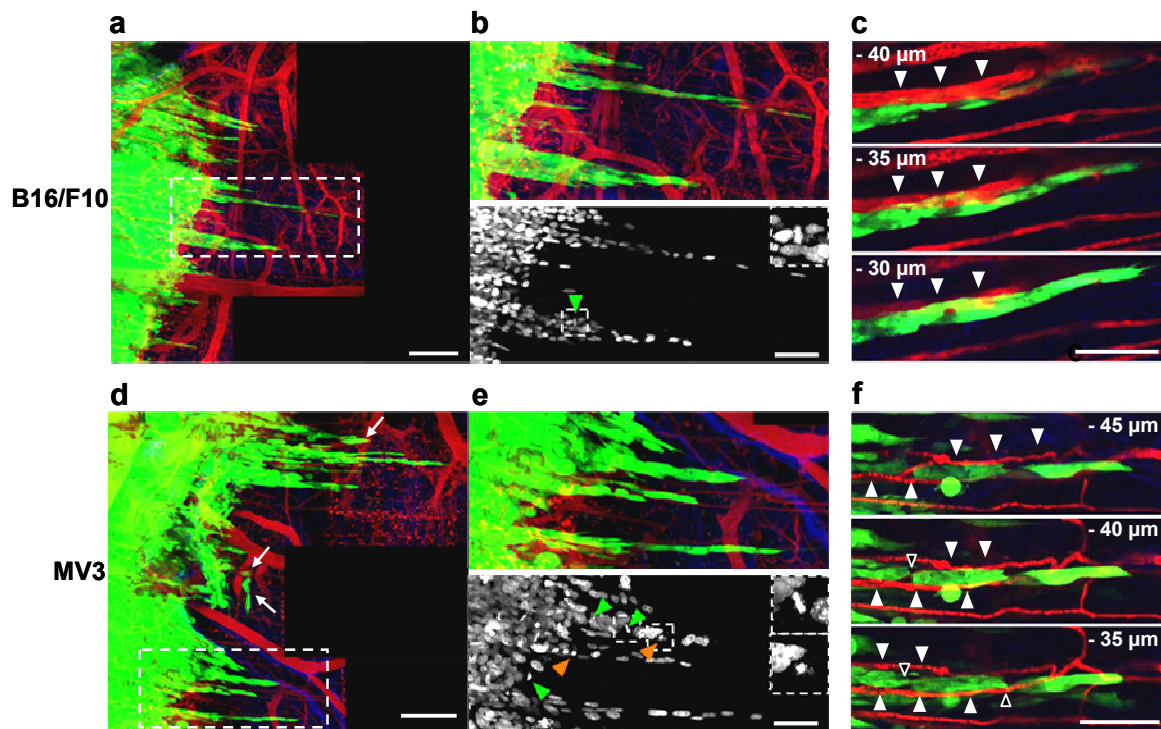 a b c
- 40 µm
- 35 µm
B16/F10
- 30 µm
c
d e f
- 45 µm
- 40 µm
MV3
- 35 µm